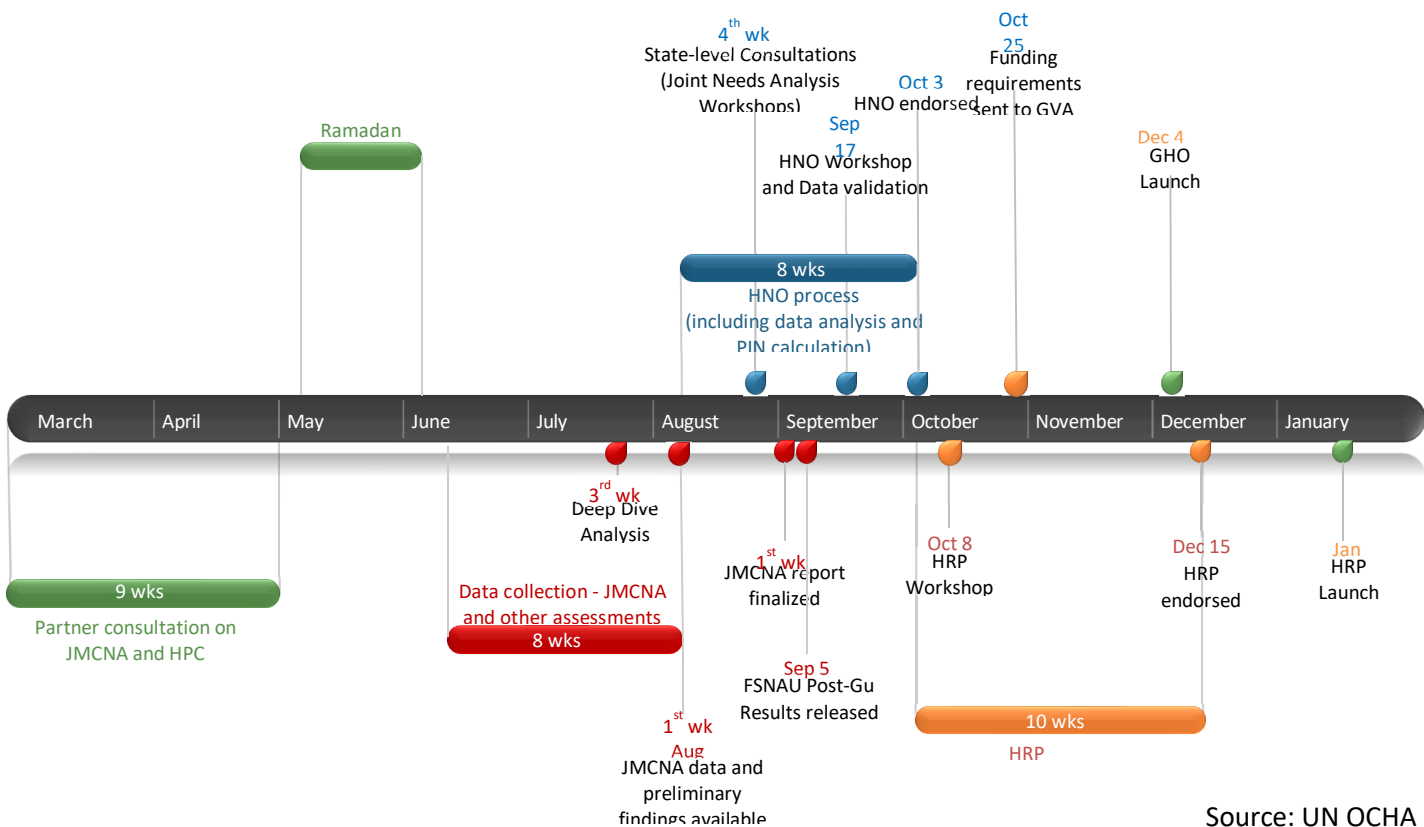 4th wk
State-level Consultations
(Joint Needs Analysis
Workshops)
Oct
25
Funding
requirements
sent to GVA
Oct 3
HNO endorsed
Sep
17
HNO Workshop
and Data validation
Dec 4
GHO
Launch
Ramadan
8 wks
HNO process
(including data analysis and
PIN calculation)
March
April
May
June
July
August
September
October
November
December
January
3rd wk
Deep Dive
Analysis
1st wk
JMCNA report
finalized
Oct 8
HRP
Workshop
Dec 15
HRP
endorsed
Jan
HRP
Launch
9 wks
Partner consultation on
JMCNA and HPC
Data collection - JMCNA
and other assessments
8 wks
Sep 5
FSNAU Post-Gu
Results released
1st wk
Aug
JMCNA data and
preliminary
findings available
10 wks
HRP
Source: UN OCHA